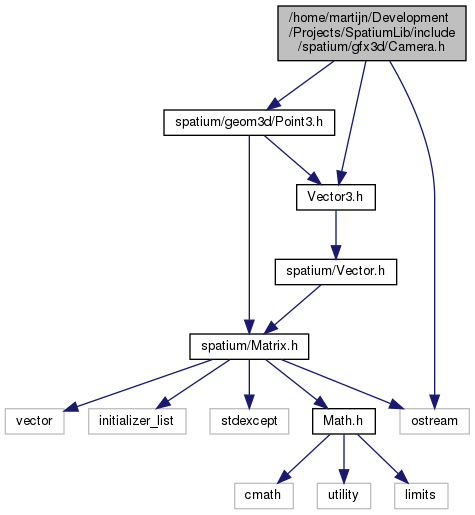 /home/martijn/Development
/Projects/SpatiumLib/include
/spatium/gfx3d/Camera.h
spatium/geom3d/Point3.h
Vector3.h
spatium/Vector.h
spatium/Matrix.h
vector
initializer_list
stdexcept
Math.h
ostream
cmath
utility
limits